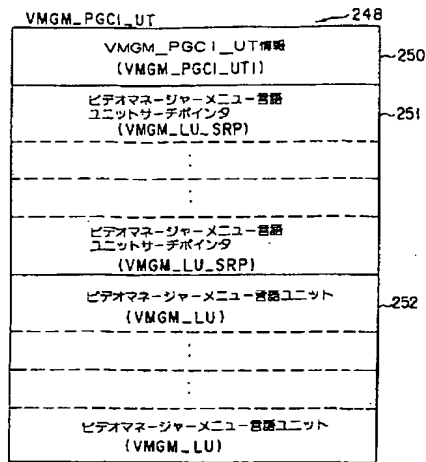 VMGM_PGCI_UT
248
VMGM_PGCI_UT情報
(VMGM_PGCI_UTI)
250
ビデオマネージャーメニュー言語
ユニットサーチポインタ
(VMGM_LU_SRP)
251
ビデオマネージャーメニュー言語
ユニットサーチポインタ
(VMGM_LU_SRP)
ビデオマネージャーメニュー言語ユニット
(VMGM_LU)
252
ビデオマネージャーメニュー言語ユニット
(VMGM_LU)